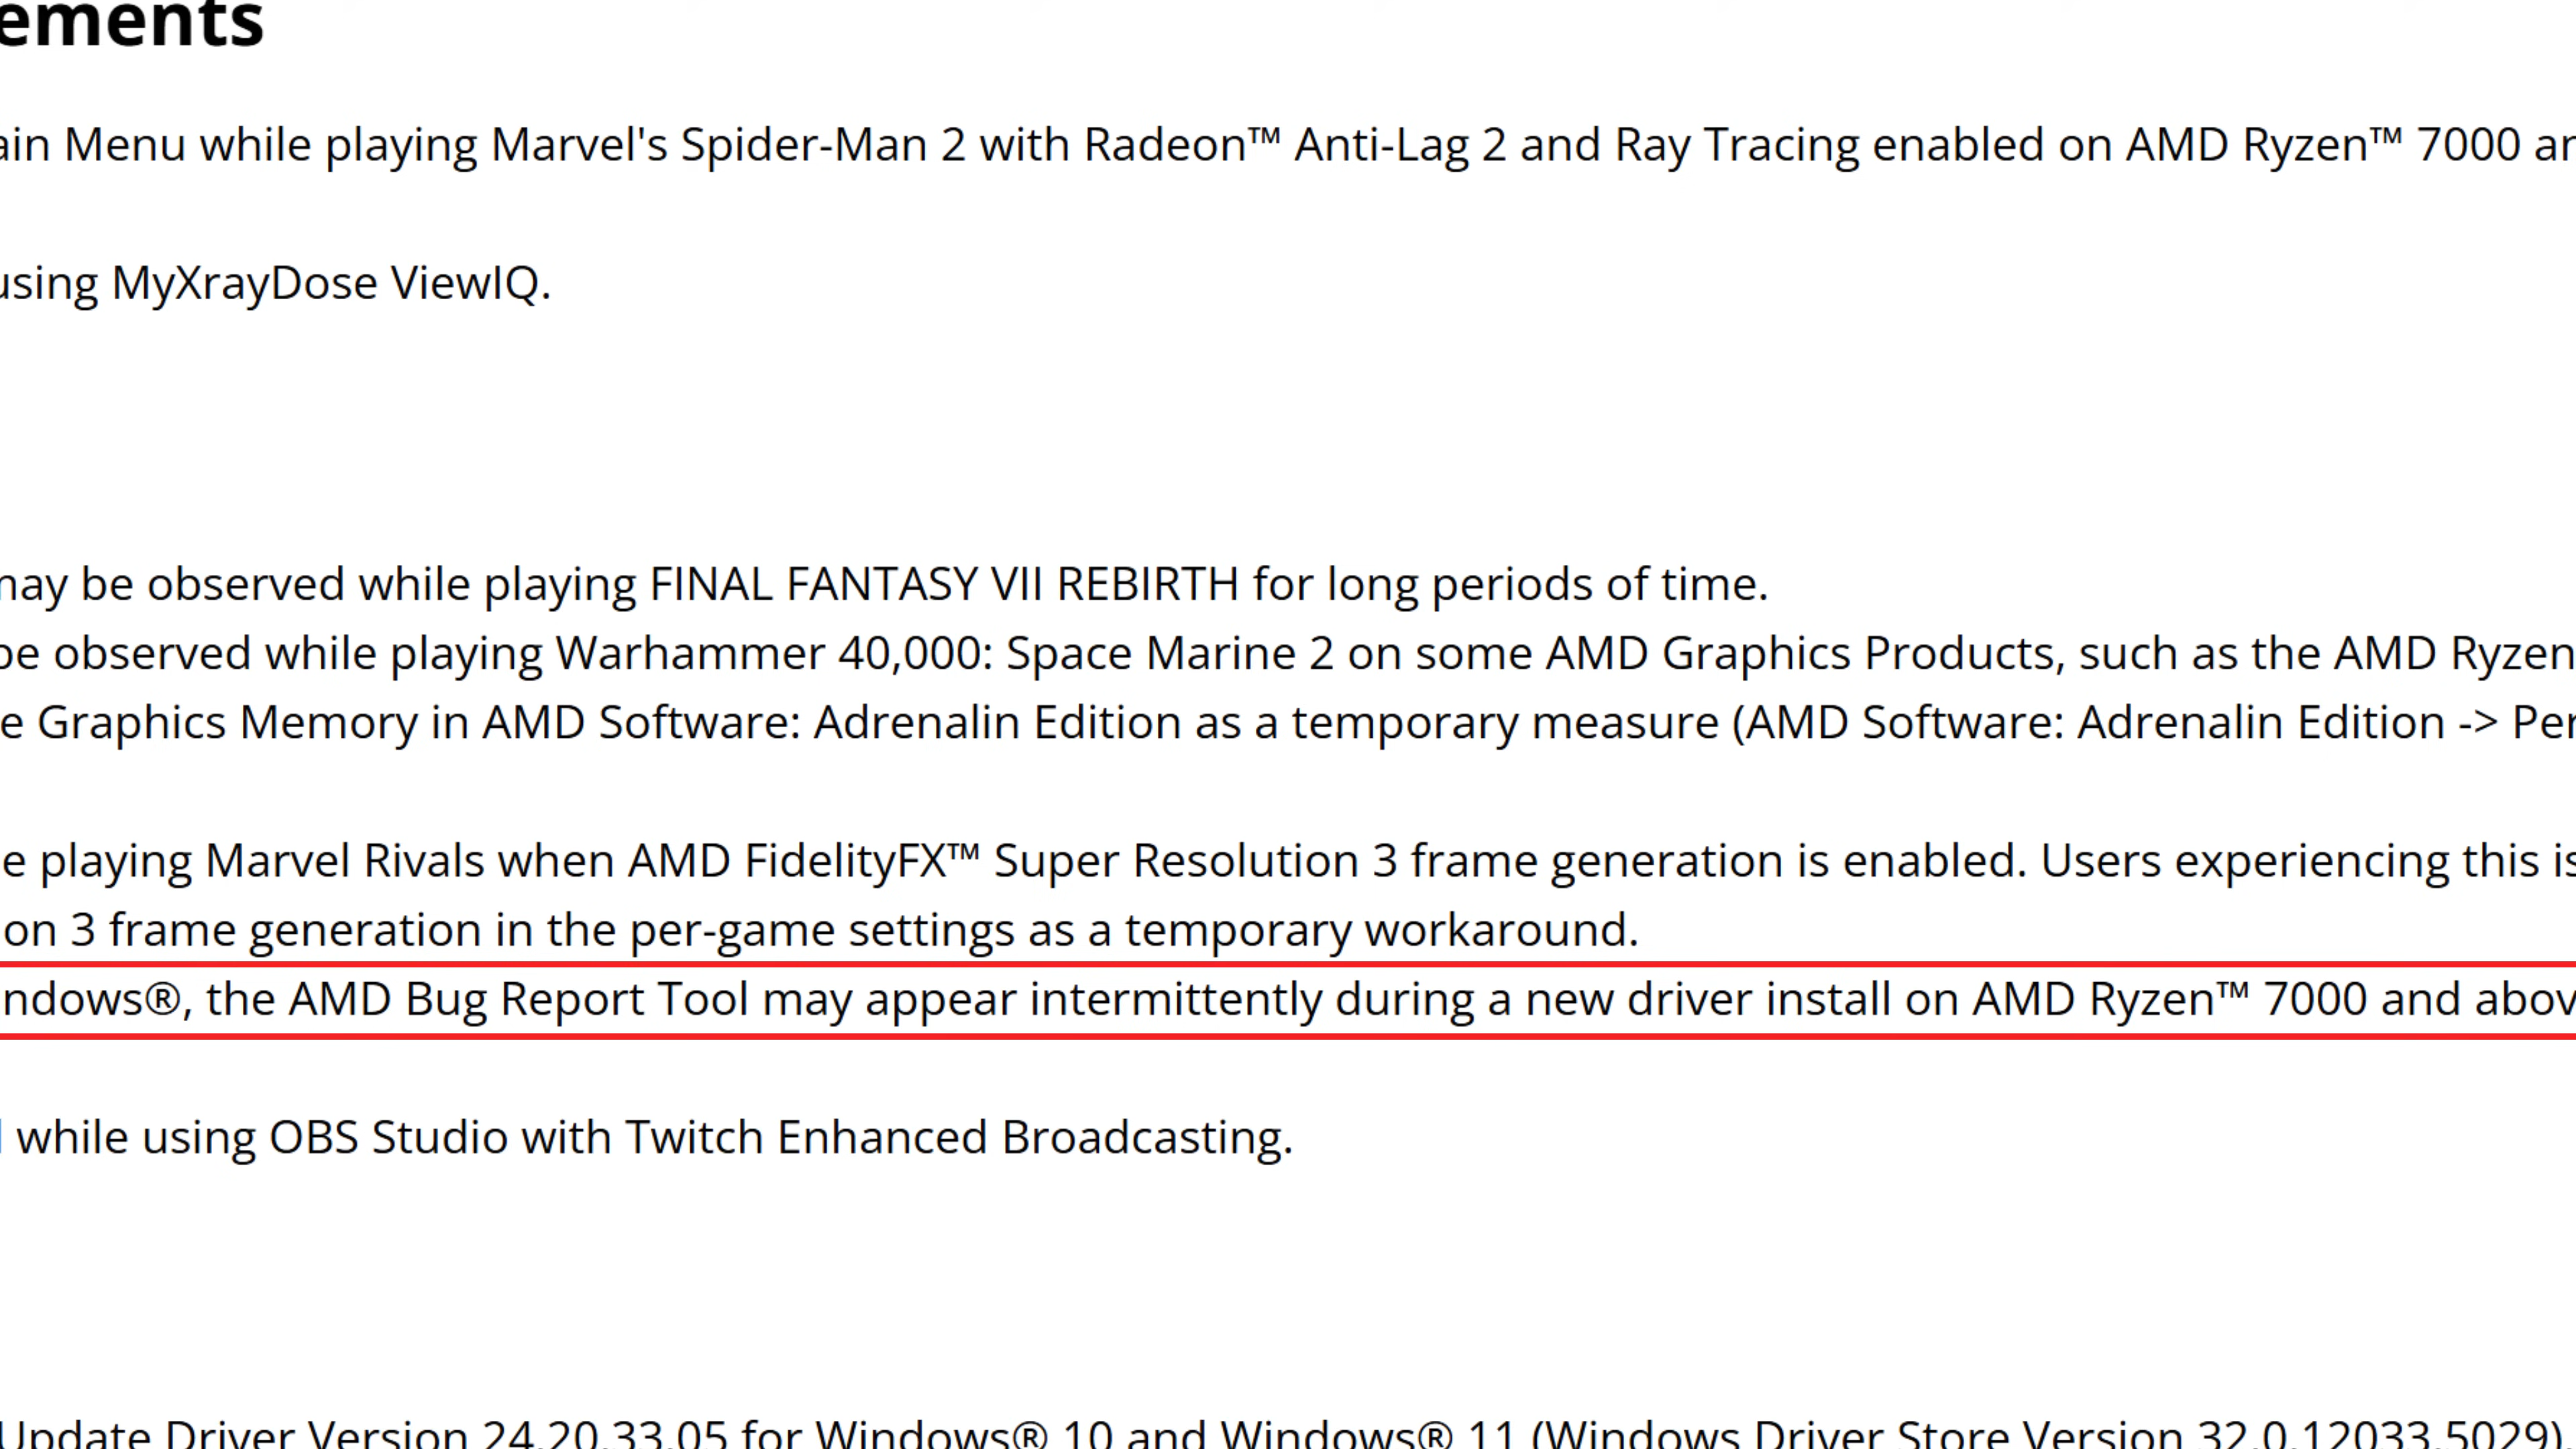 ements
ain Menu while playing Marvel's Spider-Man 2 with Radeon™ Anti-Lag 2 and Ray Tracing enabled on AMD Ryzen™ 7000 an
using MyXrayDose ViewIQ.
may be observed while playing FINAL FANTASY VII REBIRTH for long periods of time.
be observed while playing Warhammer 40,000: Space Marine 2 on some AMD Graphics Products, such as the AMD Ryzen
e Graphics Memory in AMD Software: Adrenalin Edition as a temporary measure (AMD Software: Adrenalin Edition -> Per
e playing Marvel Rivals when AMD FidelityFX™ Super Resolution 3 frame generation is enabled. Users experiencing this is
on 3 frame generation in the per-game settings as a temporary workaround.
ndows®, the AMD Bug Report Tool may appear intermittently during a new driver install on AMD Ryzen™ 7000 and abov
while using OBS Studio with Twitch Enhanced Broadcasting.
Update Driver Version 24.20.33.05 for Windows® 10 and Windows® 11 (Windows Driver Store Version 32.0.12033.5029)